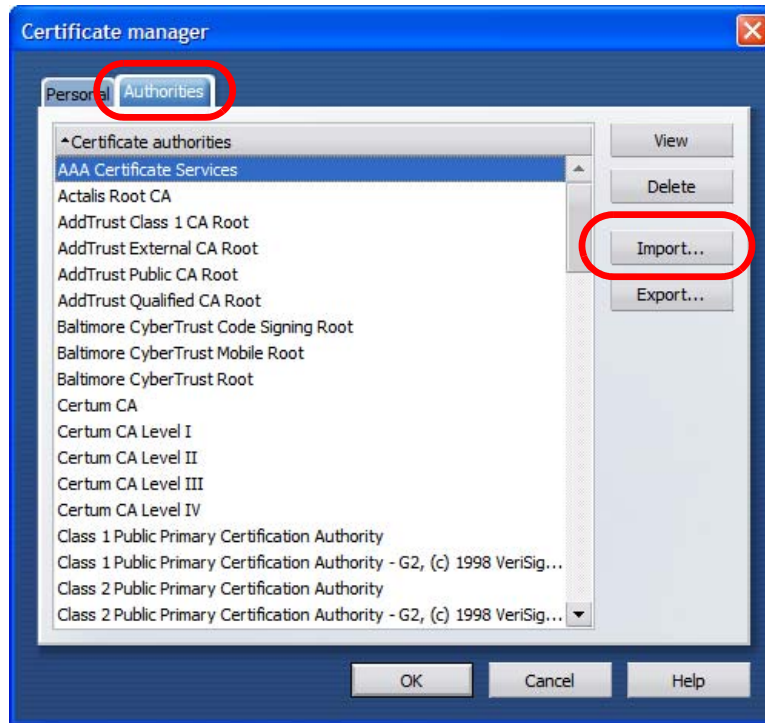 Certificate manager
Personal
Authorities
Certificate authorities
AAA Certificate Services
Actalis Root CA
AddTrust Class 1 CA Root
AddTrust External CA Root
AddTrust Public CA Root
AddTrust Qualified CA Root
Baltimore CyberTrust Code Signing Root
Baltimore CyberTrust Mobile Root
Baltimore CyberTrust Root
Certum CA
Certum CA Level I
Certum CA Level II
Certum CA Level III
Certum CA Level IV
Class 1 Public Primary Certification Authority
Class 1 Public Primary Certification Authority - G2, (c) 1998 VeriSig...
Class 2 Public Primary Certification Authority
Class 2 Public Primary Certification Authority - G2, (c) 1998 VeriSig...
View
Delete
Import...
Export...
OK
Cancel
Help